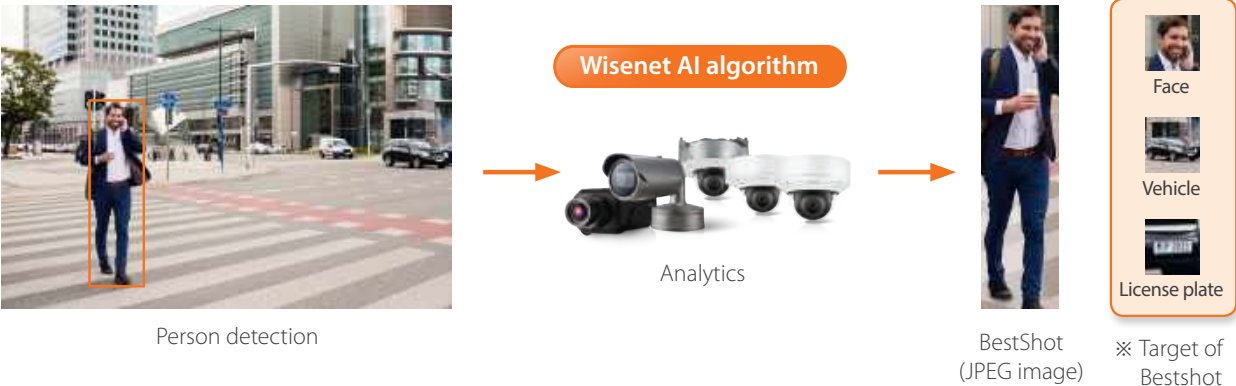 Wisenet AI algorithm
Face
Vehicle
License plate
Analytics
Person detection
BestShot
(JPEG image)
※ Target of
Bestshot